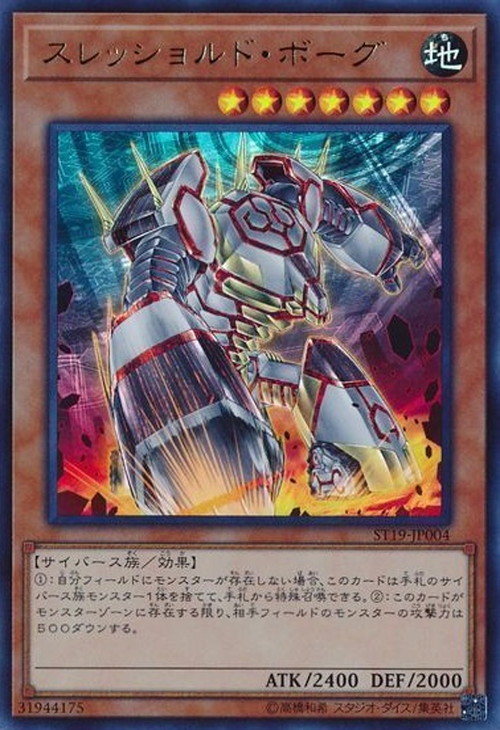 スレッショルド・ボーグ
地
ST19-JP004
【サイバース族／効果】
①：自分フィールドにモンスターが存在しない場合、このカードは手札のサイ
バース族モンスター1体を捨てて、手札から特殊召喚できる。②：このカードが
モンスターゾーンに存在する限り、相手フィールドのモンスターの攻撃力は
500ダウンする。
ATK/2400 DEF/2000
31944175
©高橋和希 スタジオ・ダイス/集英社